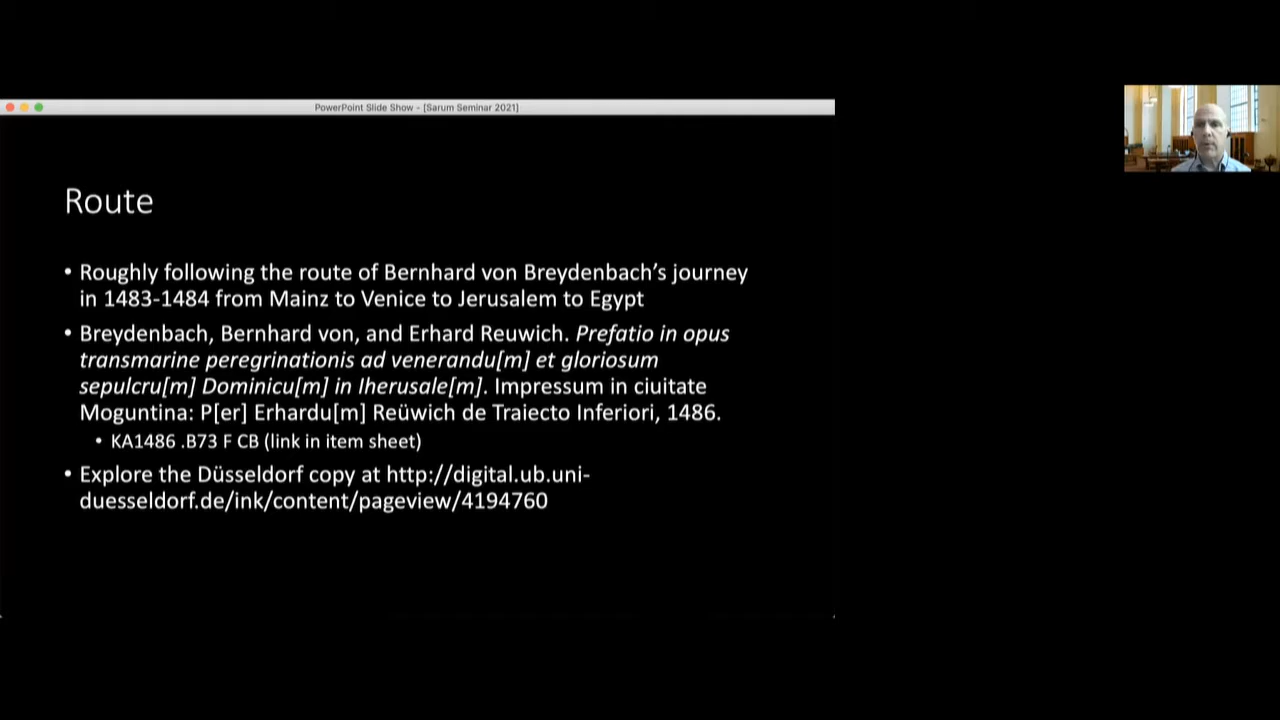 PowerPoint Slide Show - [Sarum Seminar 2021]
Route
• Roughly following the route of Bernhard von Breydenbach’s journey
in 1483-1484 from Mainz to Venice to Jerusalem to Egypt
• Breydenbach, Bernhard von, and Erhard Reuwich. Prefatio in opus
transmarine peregrinationis ad venerandu[m] et gloriosum
sepulcru[m] Dominicu[m] in Iherusale[m]. Impressum in ciuitate
Moguntina: P[er] Erhardu[m] Reüwich de Traiecto Inferiori, 1486.
• KA1486 .B73 F CB (link in item sheet)
• Explore the Düsseldorf copy at http://digital.ub.uni-
duesseldorf.de/ink/content/pageview/4194760